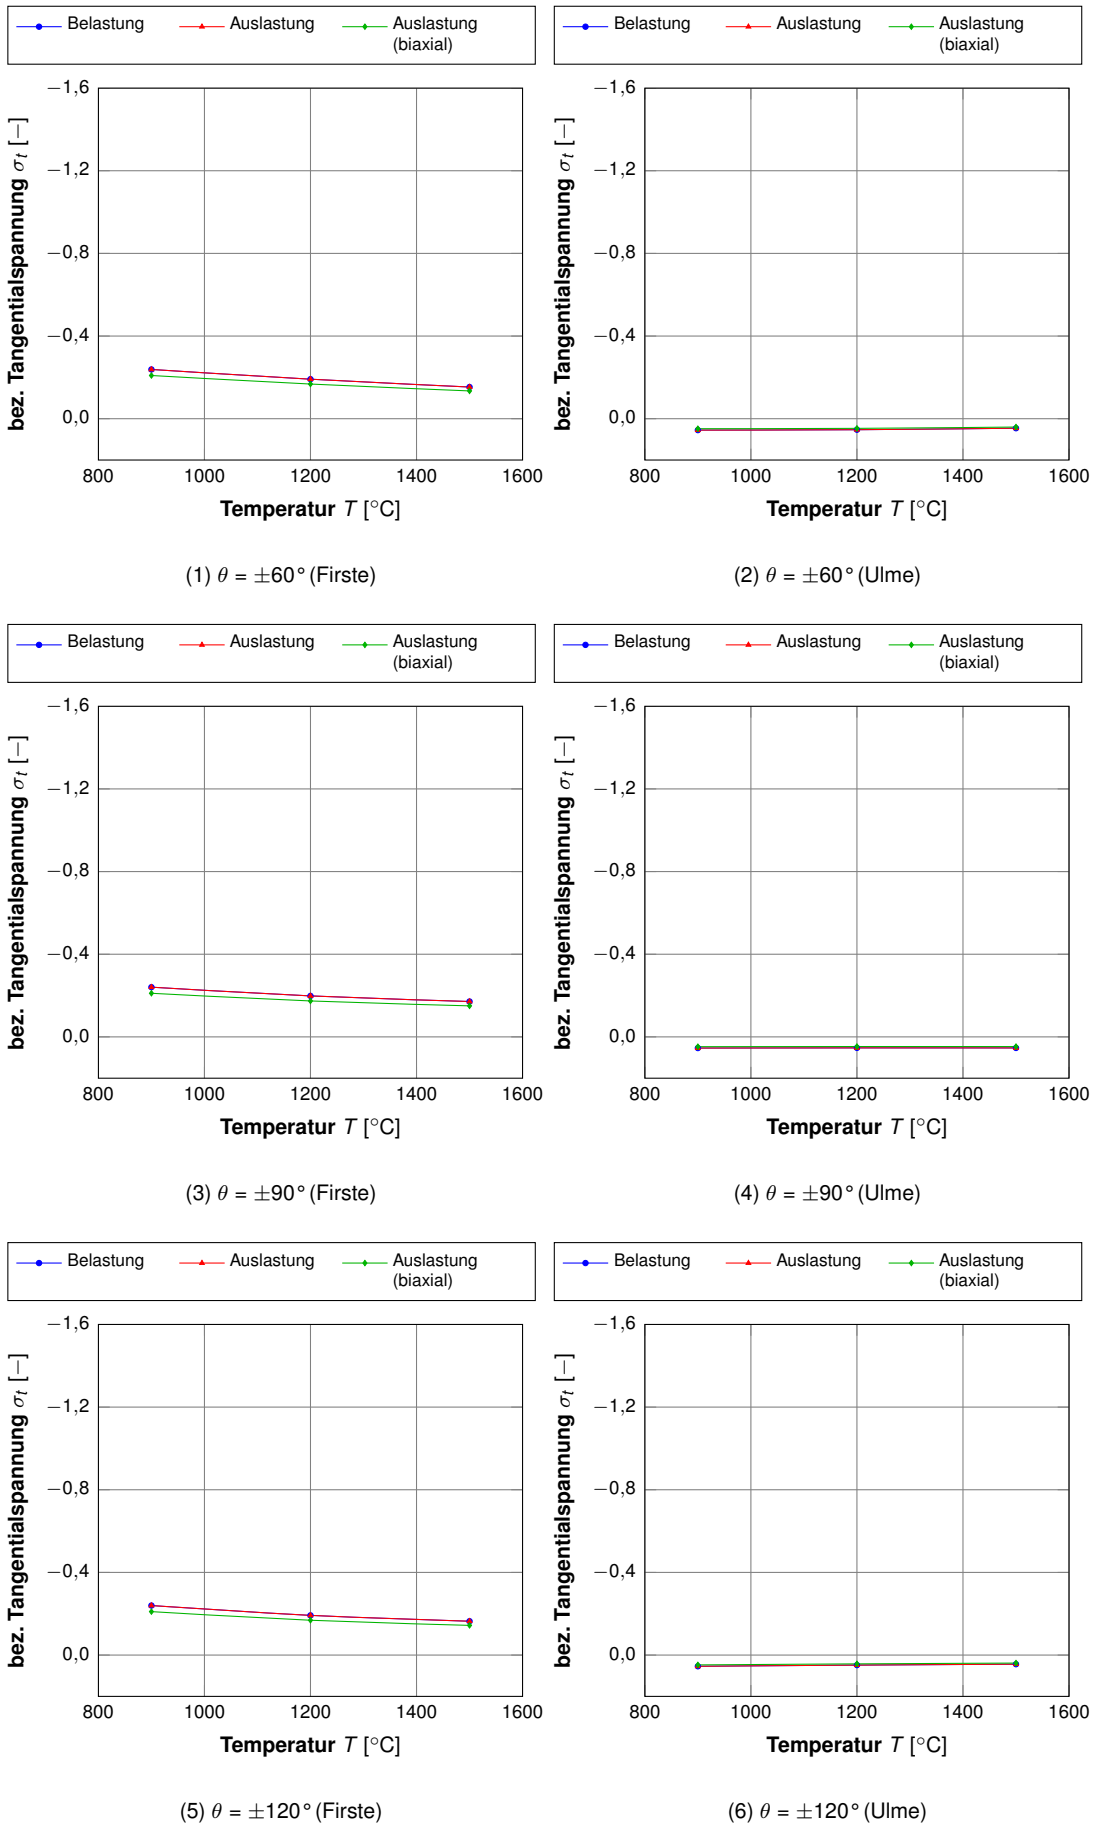 Belastung Auslastung Auslastung
(biaxial)
Belastung Auslastung Auslastung
(biaxial)
bez. Tangentialspannung σt [−]
−1,6
−1,2
−0,8
−0,4
0,0
800 1000 1200 1400 1600
Temperatur T [°C]
(1) θ = ±60° (Firste)
bez. Tangentialspannung σt [−]
−1,6
−1,2
−0,8
−0,4
0,0
800 1000 1200 1400 1600
Temperatur T [°C]
(2) θ = ±60° (Ulme)
Belastung Auslastung Auslastung
(biaxial)
Belastung Auslastung Auslastung
(biaxial)
bez. Tangentialspannung σt [−]
−1,6
−1,2
−0,8
−0,4
0,0
800 1000 1200 1400 1600
Temperatur T [°C]
(3) θ = ±90° (Firste)
bez. Tangentialspannung σt [−]
−1,6
−1,2
−0,8
−0,4
0,0
800 1000 1200 1400 1600
Temperatur T [°C]
(4) θ = ±90° (Ulme)
Belastung Auslastung Auslastung
(biaxial)
Belastung Auslastung Auslastung
(biaxial)
bez. Tangentialspannung σt [−]
−1,6
−1,2
−0,8
−0,4
0,0
800 1000 1200 1400 1600
Temperatur T [°C]
(5) θ = ±120° (Firste)
bez. Tangentialspannung σt [−]
−1,6
−1,2
−0,8
−0,4
0,0
800 1000 1200 1400 1600
Temperatur T [°C]
(6) θ = ±120° (Ulme)